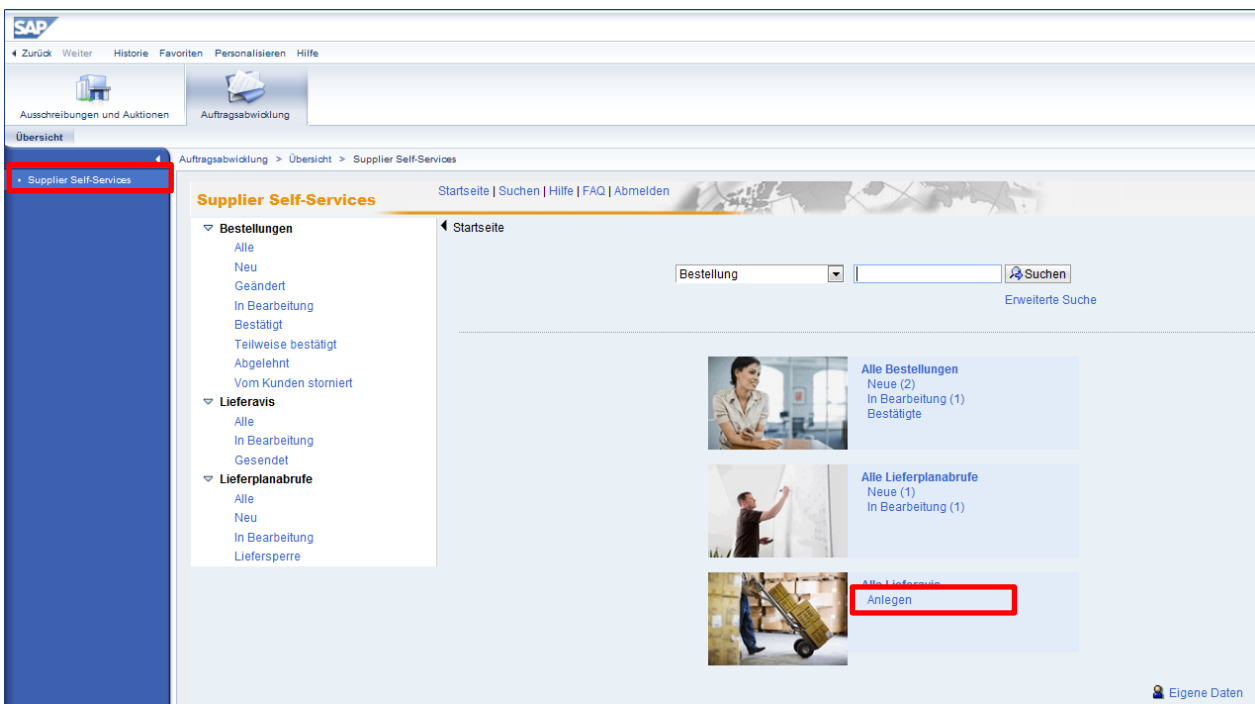 SAP
Zurück Weiter Historie Favoriten Personalisieren Hilfe
Ausschreibungen und Auktionen
Auftragsabwicklung
Übersicht
Auftragsabwicklung > Übersicht > Supplier Self-Services
• Supplier Self-Services
Supplier Self-Services
Startseite | Suchen | Hilfe | FAQ | Abmelden
Bestellungen
Alle
Neu
Geändert
In Bearbeitung
Bestätigt
Teilweise bestätigt
Abgelehnt
Vom Kunden storniert
Lieferavis
Alle
In Bearbeitung
Gesendet
Lieferplanabrufe
Alle
Neu
In Bearbeitung
Liefersperre
Startseite
Bestellung
Suchen
Erweiterte Suche
Alle Bestellungen
Neue (2)
In Bearbeitung (1)
Bestätigte
Alle Lieferplanabrufe
Neue (1)
In Bearbeitung (1)
Alle Lieferavis
Anlegen
Eigene Daten